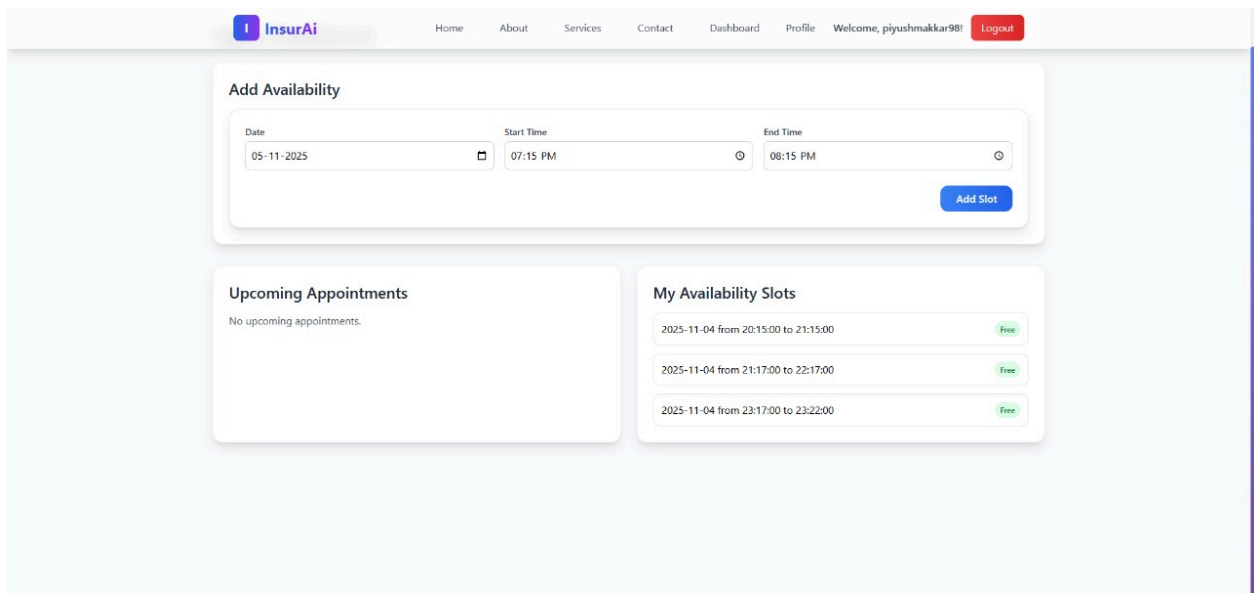 I InsurAi Home About Services Contact Dashboard Profile Welcome, piyushmakkar98! Logout
Add Availability
Date Start Time End Time
05-11-2025 07:15 PM 08:15 PM
Add Slot
Upcoming Appointments
No upcoming appointments.
My Availability Slots
2025-11-04 from 20:15:00 to 21:15:00 Free
2025-11-04 from 21:17:00 to 22:17:00 Free
2025-11-04 from 23:17:00 to 23:22:00 Free